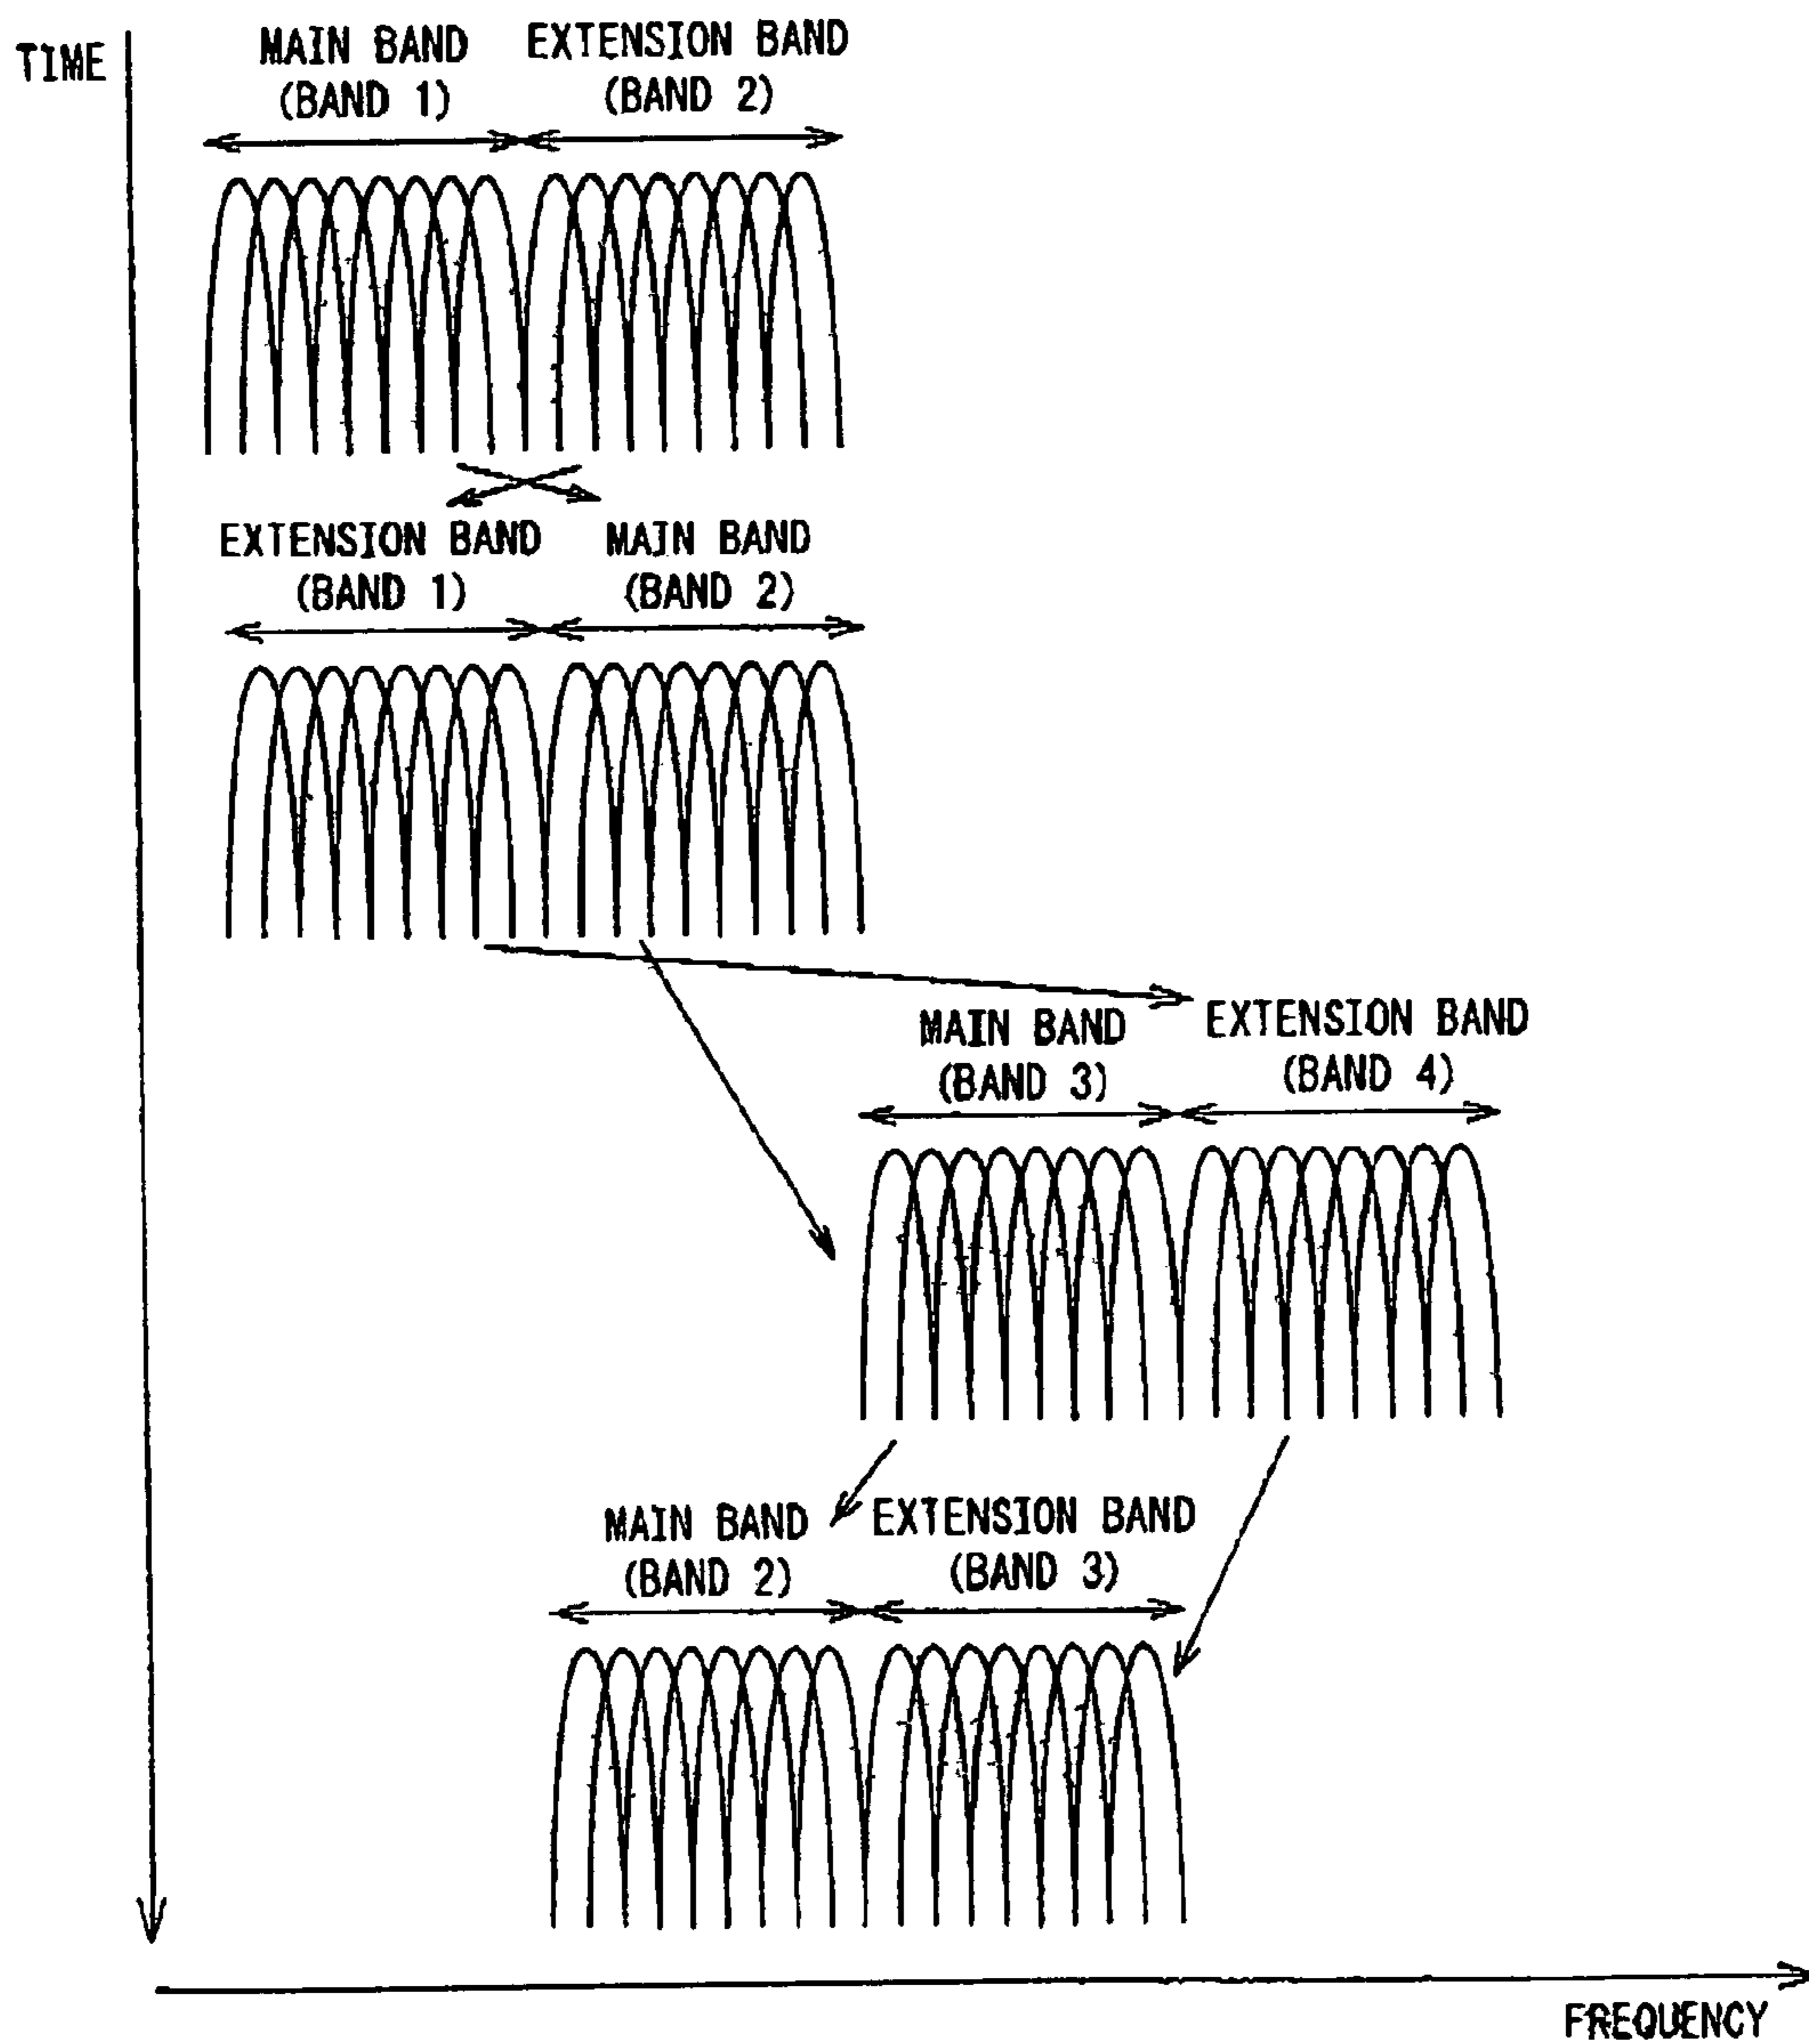 TIME
MAIN BAND
(BAND 1)
EXTENSION BAND
(BAND 2)
EXTENSION BAND
(BAND 1)
MAIN BAND
(BAND 2)
MAIN BAND
(BAND 3)
EXTENSION BAND
(BAND 4)
MAIN BAND
(BAND 2)
EXTENSION BAND
(BAND 3)
FREQUENCY